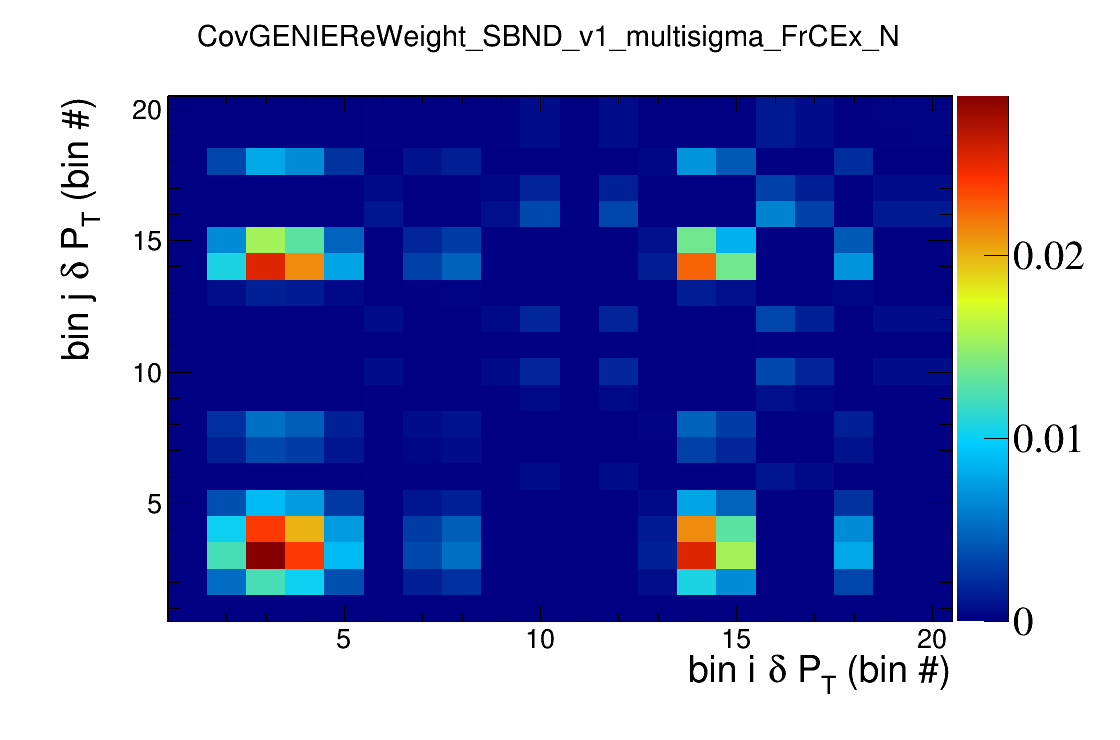 CovGENIEReWeight_SBND_v1_multisigma_FrCEx_N
bin j δ P_T (bin #)
20
15
10
5
5 10 15 20
bin i δ P_T (bin #)
0.02
0.01
0